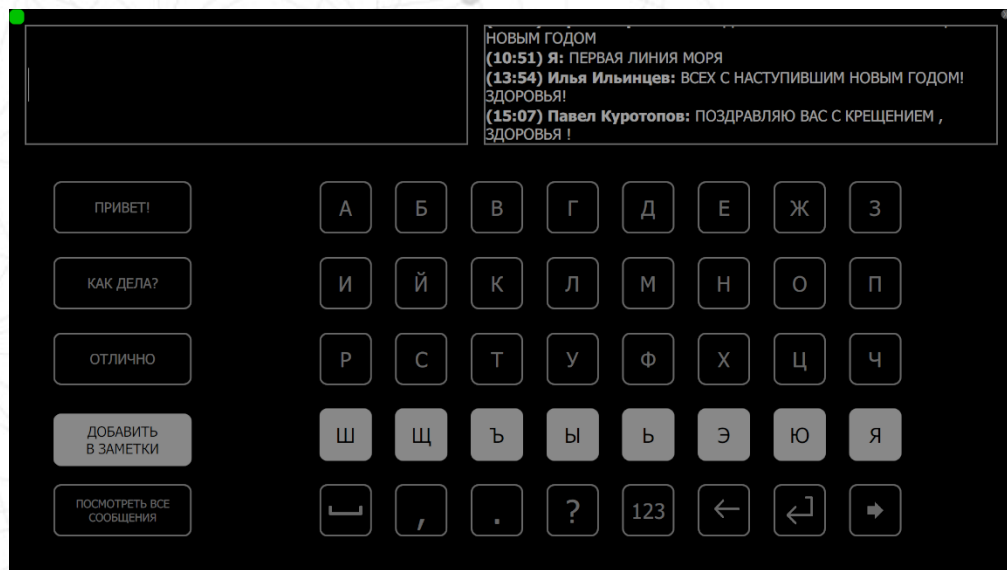 НОВЫМ ГОДОМ
(10:51) Я: ПЕРВАЯ ЛИНИЯ МОРЯ
(13:54) Илья Ильинцев: ВСЕХ С НАСТУПИВШИМ НОВЫМ ГОДОМ!
ЗДОРОВЬЯ!
(15:07) Павел Куротопов: ПОЗДРАВЛЯЮ ВАС С КРЕЩЕНИЕМ ,
ЗДОРОВЬЯ !
ПРИВЕТ! А Б В Г Д Е Ж З
КАК ДЕЛА? И Й К Л М Н О П
ОТЛИЧНО Р С Т У Ф Х Ц Ч
ДОБАВИТЬ
В ЗАМЕТКИ Ш Щ Ъ Ы Ь Э Ю Я
ПОСМОТРЕТЬ ВСЕ
СООБЩЕНИЯ , . ? 123